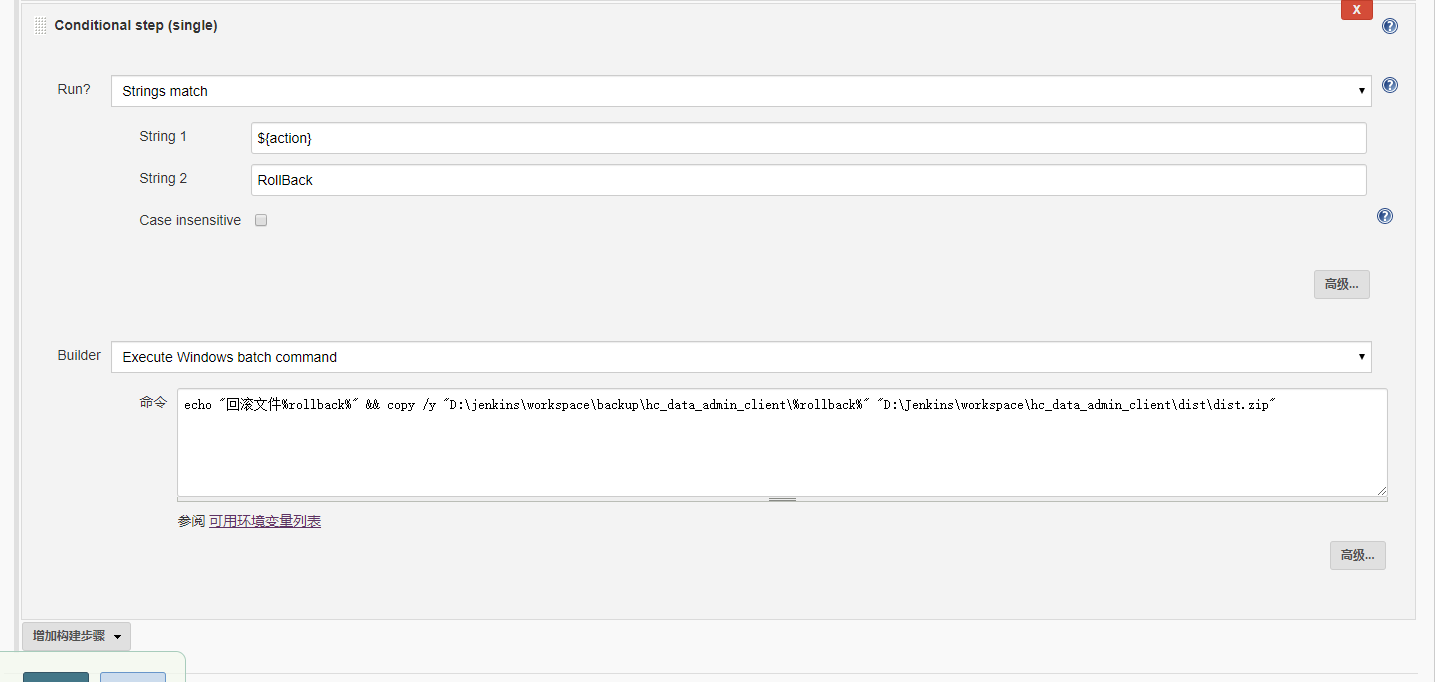 X
Conditional step (single)
Run?
Strings match
String 1
${action}
String 2
RollBack
Case insensitive
高级...
Builder
Execute Windows batch command
命令
echo "回滚文件%rollback%" && copy /y "D:\jenkins\workspace\backup\hc_data_admin_client\%rollback%" "D:\Jenkins\workspace\hc_data_admin_client\dist\dist.zip"
参阅 可用环境变量列表
高级...
增加构建步骤